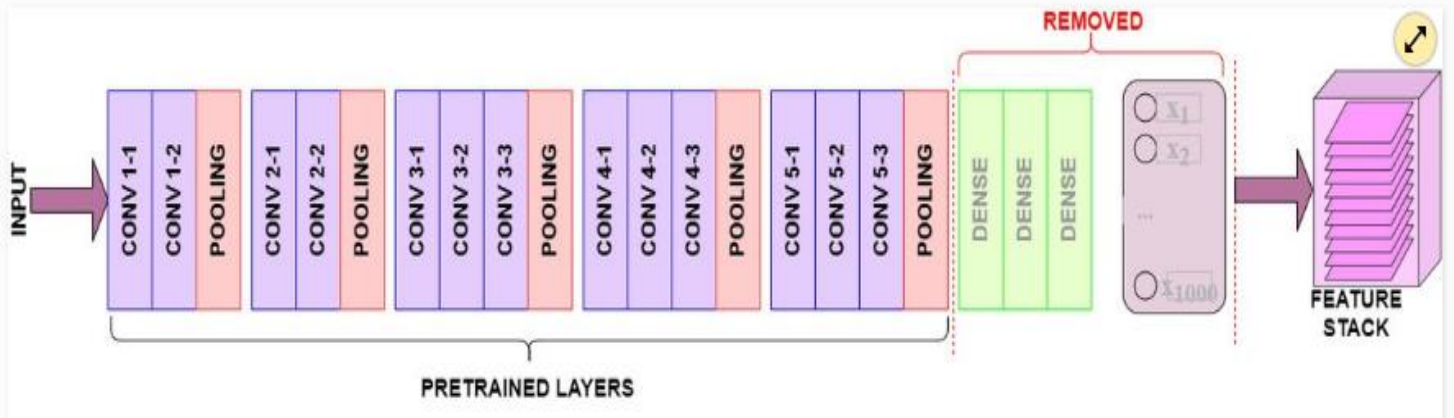 REMOVED
INPUT
CONV 1-1
CONV 1-2
POOLING
CONV 2-1
CONV 2-2
POOLING
CONV 3-1
CONV 3-2
CONV 3-3
POOLING
CONV 4-1
CONV 4-2
CONV 4-3
POOLING
CONV 5-1
CONV 5-2
CONV 5-3
POOLING
DENSE
DENSE
DENSE
x1
x2
...
x1000
FEATURE
STACK
PRETRAINED LAYERS